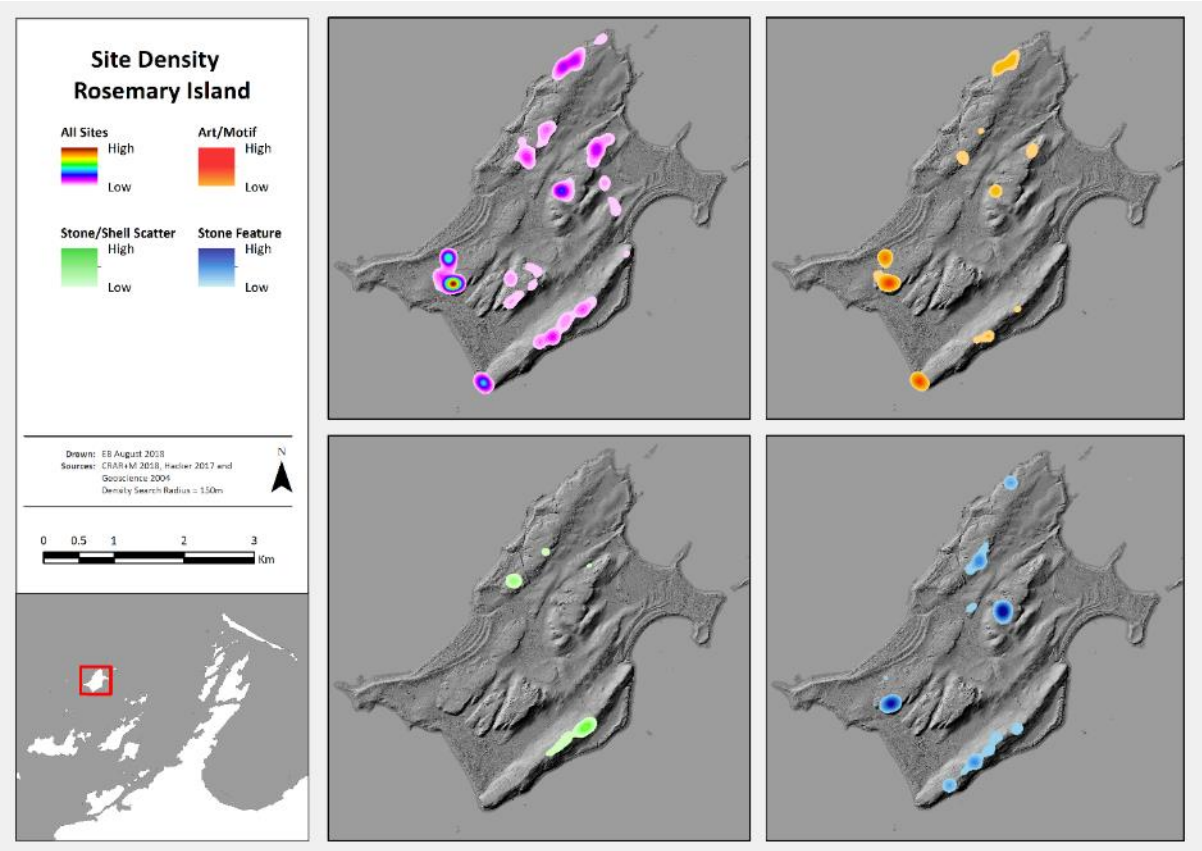 Site Density
Rosemary Island
All Sites
High
Low
Art/Motif
High
Low
Stone/Shell Scatter
High
Low
Stone Feature
High
Low
Drawn: EB August 2018
Sources: CRAR+M 2018, Hacker 2017 and
Geoscience 2004
Density Search Radius = 150m
N
0 0.5 1 2 3
Km